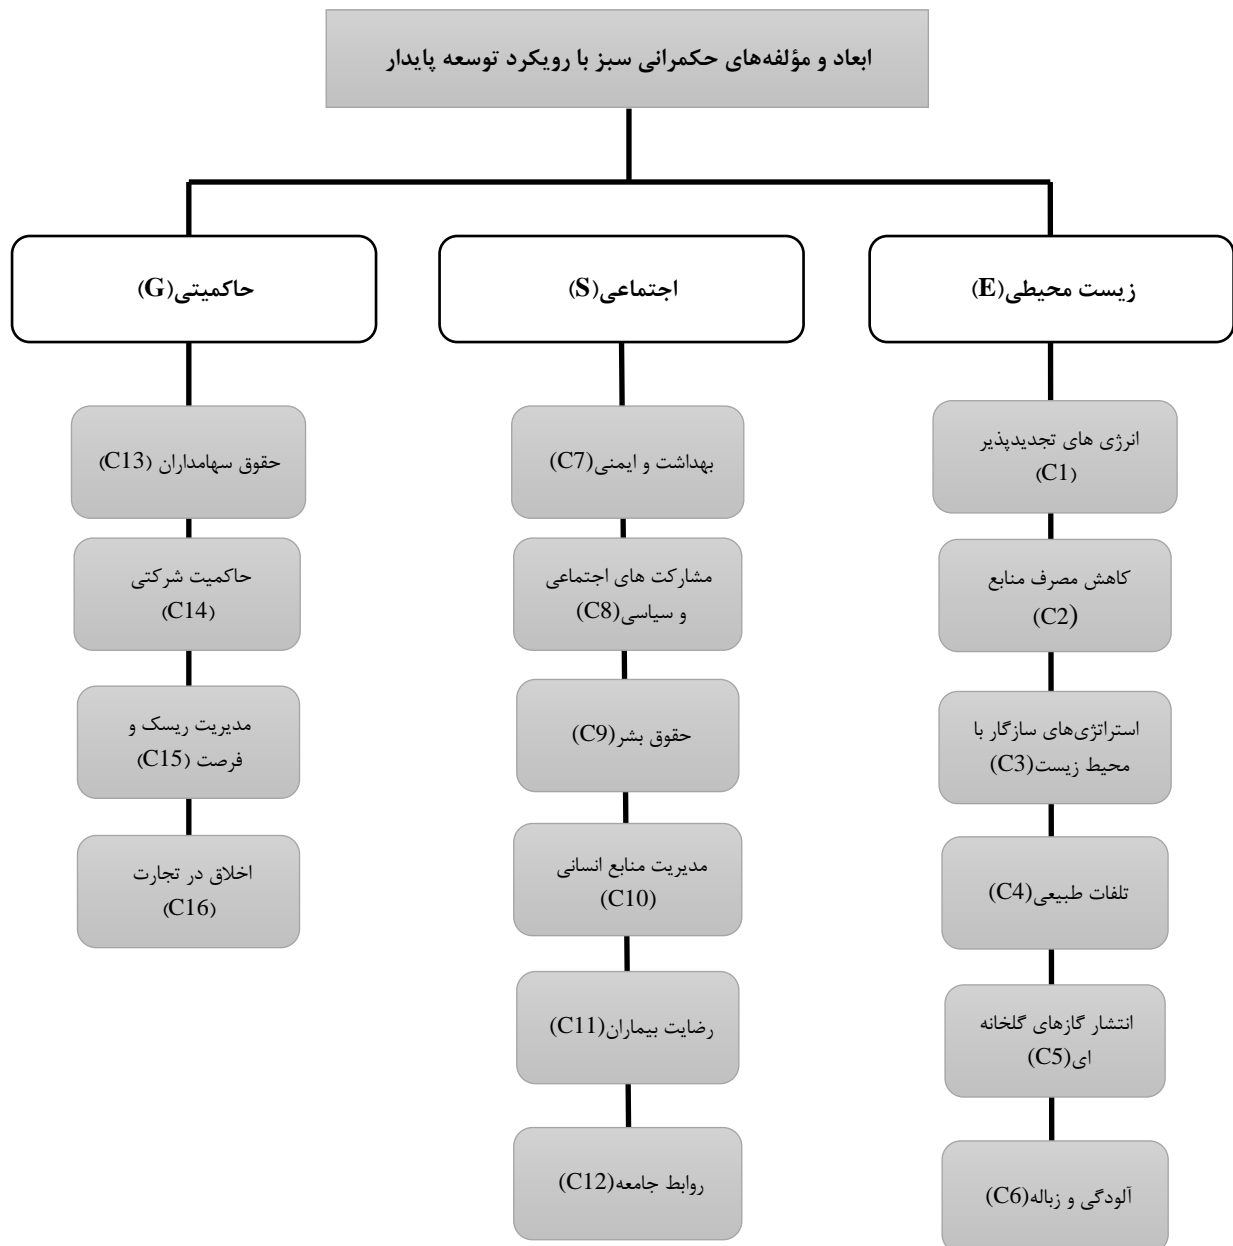 ابعاد و مؤلفه‌های حکمرانی سبز با رویکرد توسعه پایدار
زیست محیطی(E)
اجتماعی(S)
حاکمیتی(G)
انرژی های تجدیدپذیر
(C1)
کاهش مصرف منابع
(C2)
استراتژی‌های سازگار با
محیط زیست(C3)
تلفات طبیعی(C4)
انتشار گازهای گلخانه
ای(C5)
آلودگی و زباله(C6)
بهداشت و ایمنی(C7)
مشارکت های اجتماعی
و سیاسی(C8)
حقوق بشر(C9)
مدیریت منابع انسانی
(C10)
رضایت بیماران(C11)
روابط جامعه(C12)
حقوق سهامداران (C13)
حاکمیت شرکتی
(C14)
مدیریت ریسک و
فرصت (C15)
اخلاق در تجارت
(C16)